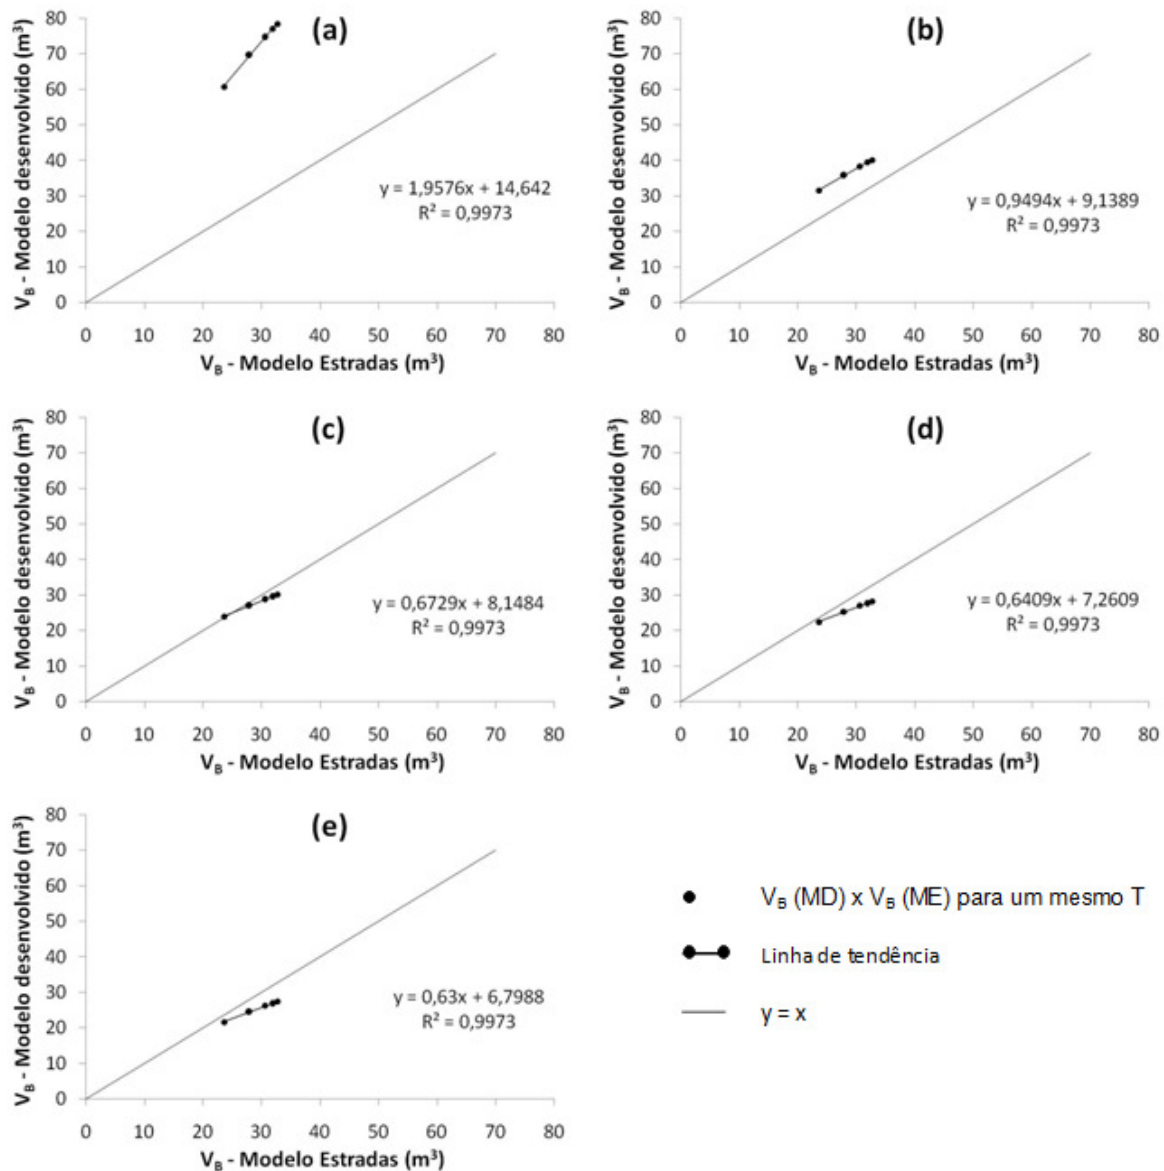 (a)
V_B - Modelo desenvolvido (m³)
80
70
60
50
40
30
20
10
0
y = 1,9576x + 14,642
R² = 0,9973
0 10 20 30 40 50 60 70 80
V_B - Modelo Estradas (m³)
(b)
V_B - Modelo desenvolvido (m³)
80
70
60
50
40
30
20
10
0
y = 0,9494x + 9,1389
R² = 0,9973
0 10 20 30 40 50 60 70 80
V_B - Modelo Estradas (m³)
(c)
V_B - Modelo desenvolvido (m³)
80
70
60
50
40
30
20
10
0
y = 0,6729x + 8,1484
R² = 0,9973
0 10 20 30 40 50 60 70 80
V_B - Modelo Estradas (m³)
(d)
V_B - Modelo desenvolvido (m³)
80
70
60
50
40
30
20
10
0
y = 0,6409x + 7,2609
R² = 0,9973
0 10 20 30 40 50 60 70 80
V_B - Modelo Estradas (m³)
(e)
V_B - Modelo desenvolvido (m³)
80
70
60
50
40
30
20
10
0
y = 0,63x + 6,7988
R² = 0,9973
0 10 20 30 40 50 60 70 80
V_B - Modelo Estradas (m³)
V_B (MD) x V_B (ME) para um mesmo T
Linha de tendência
y = x